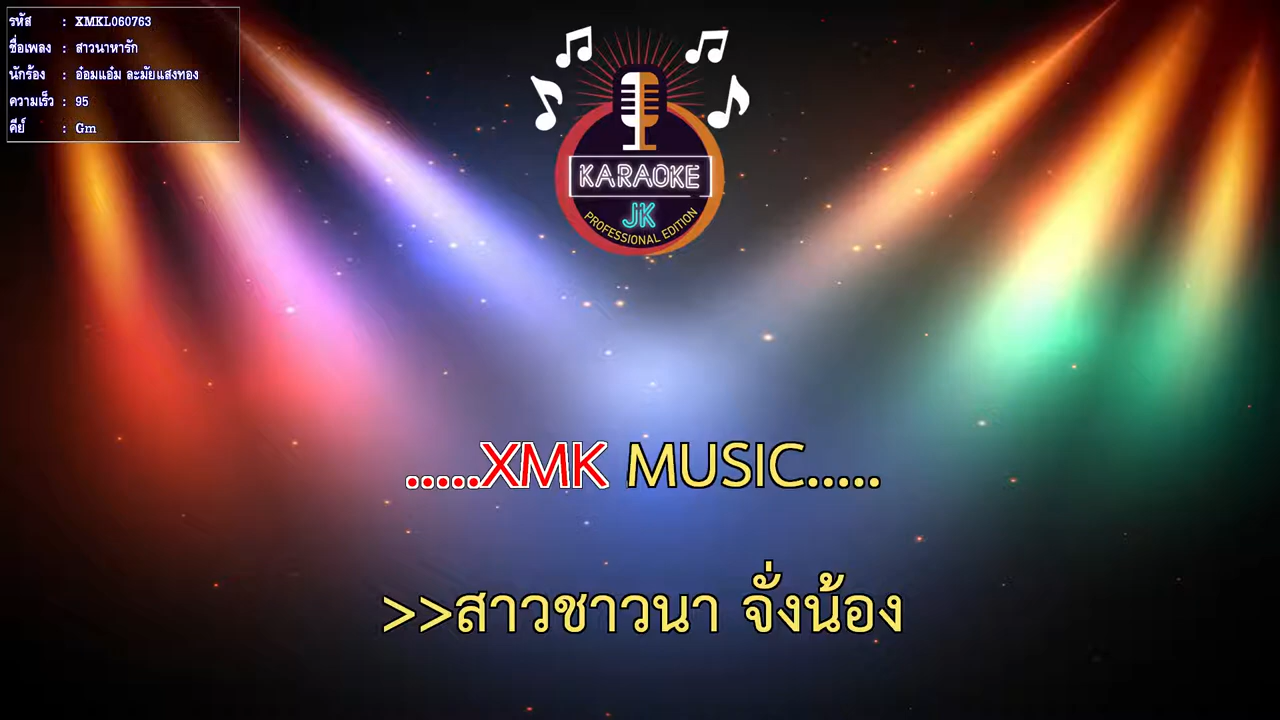 รหัส : XMKL060763
ชื่อเพลง : สาวนาหารัก
นักร้อง : อ๋อมแอ๋ม ละมัยแสงทอง
ความเร็ว : 95
คีย์ : Gm
KARAOKE
JK
PROFESSIONAL EDITION
.....XMK MUSIC.....
>>สาวชาวนา จั่งน้อง